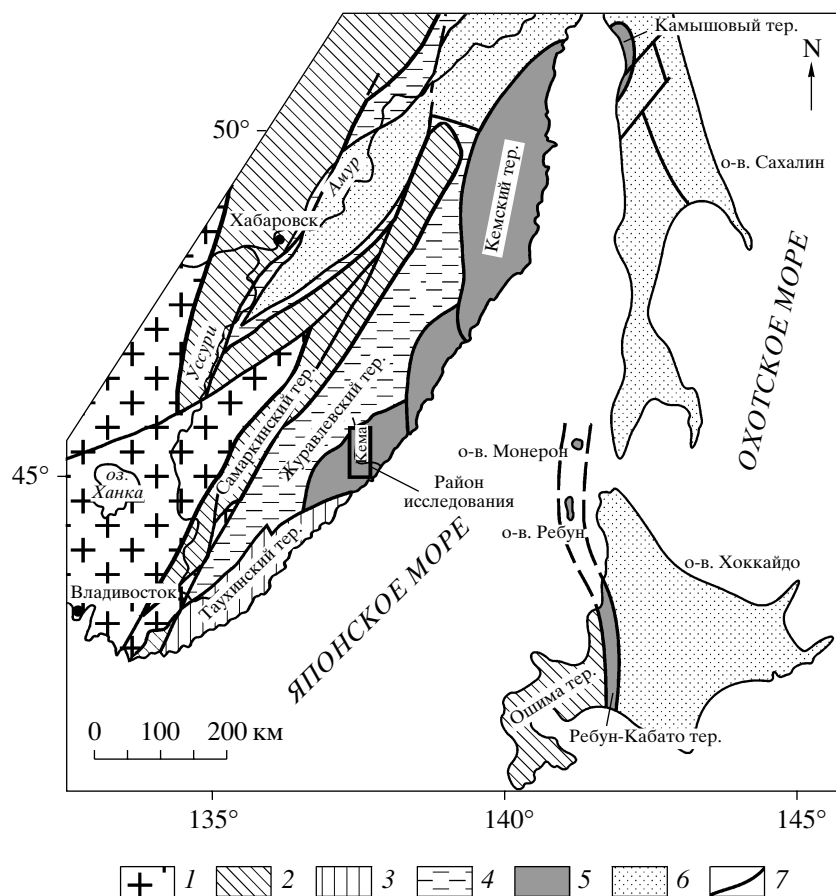 Камышовый тер.
N
50°
о-в. Сахалин
Амур
Кемский тер.
Хабаровск
ОХОТСКОЕ МОРЕ
Уссури
Самаркинский тер.
Журавлевский тер.
Кема
о-в. Монерон
45°
оз.
Ханка
Район
исследования
о-в. Ребун
о-в. Хоккайдо
Таухинский тер.
Владивосток
ЯПОНСКОЕ МОРЕ
Ошима тер.
0 100 200 км
Ребун-Кабато тер.
135° 140° 145°
1 2 3 4 5 6 7